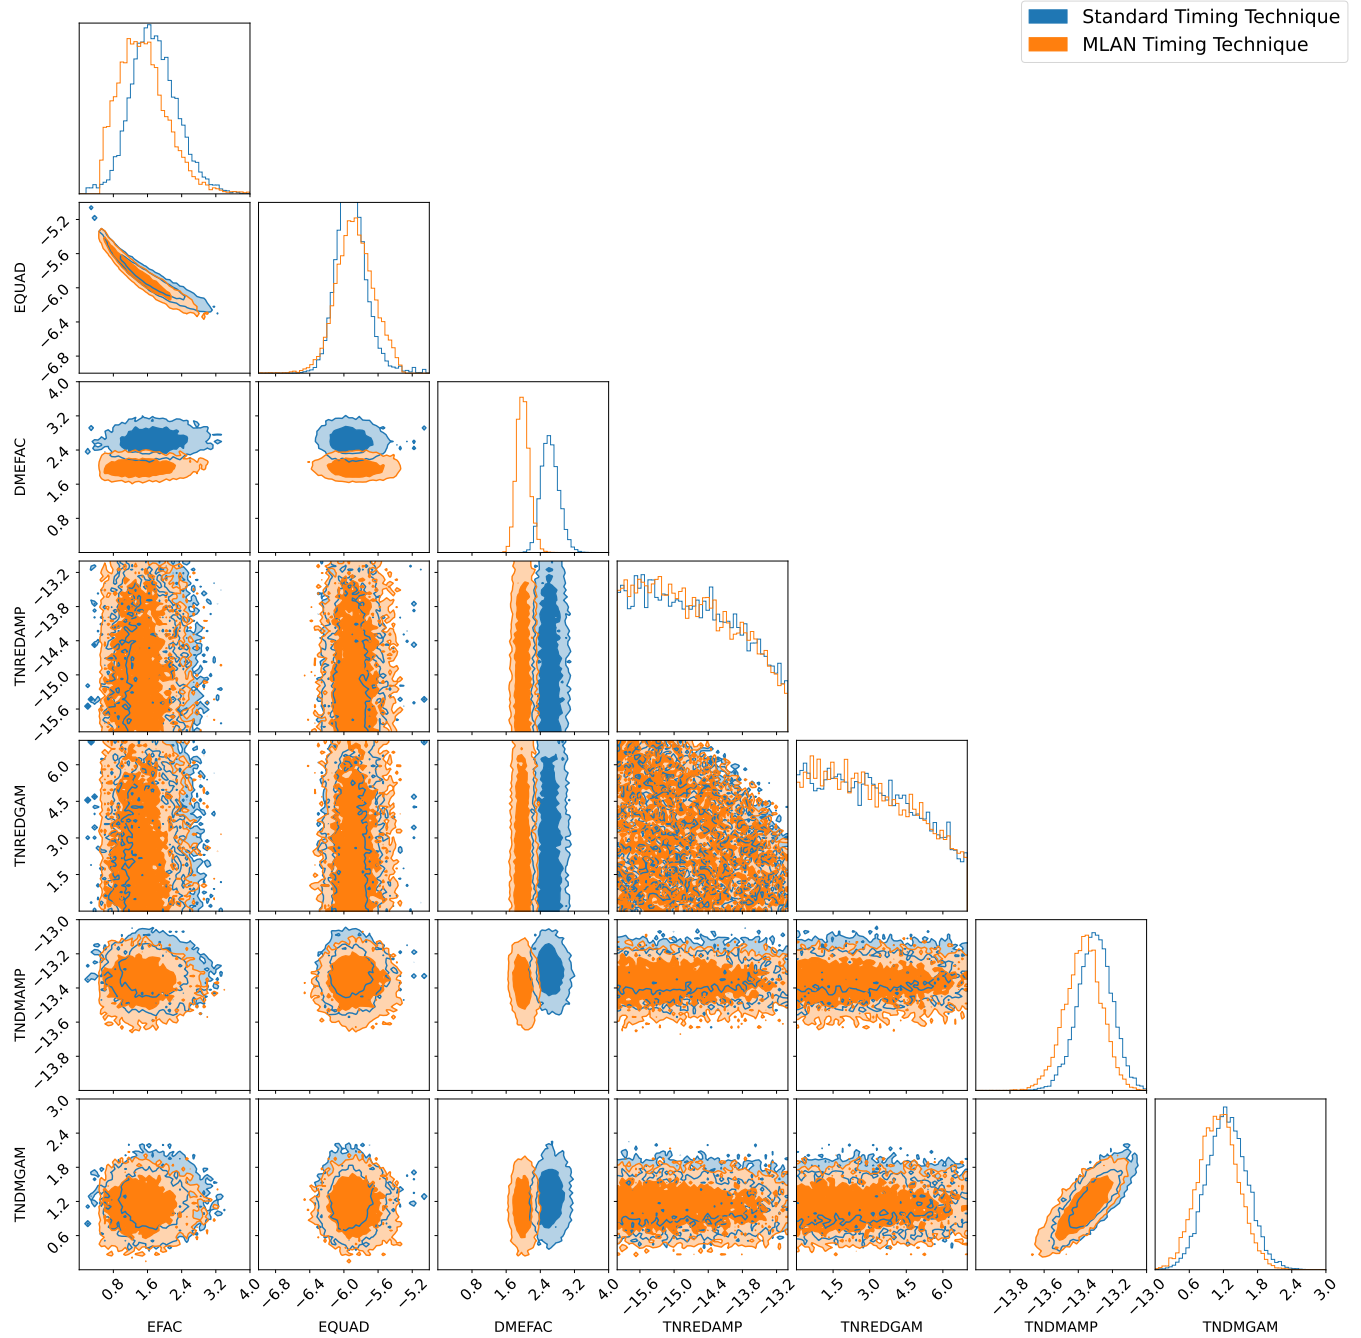 Standard Timing Technique
MLAN Timing Technique
EQUAD
−5.2
−5.6
−6.0
−6.4
−6.8
DMEFAC
4.0
3.2
2.4
1.6
0.8
TNREDAMP
−13.2
−13.8
−14.4
−15.0
−15.6
TNREDGAM
6.0
4.5
3.0
1.5
TNDMAMP
−13.0
−13.2
−13.4
−13.6
−13.8
TNDMGAM
3.0
2.4
1.8
1.2
0.6
0.8 1.6 2.4 3.2 4.0
−6.8 −6.4 −6.0 −5.6 −5.2
0.8 1.6 2.4 3.2 4.0
−15.6 −15.0 −14.4 −13.8 −13.2
1.5 3.0 4.5 6.0
−13.8 −13.6 −13.4 −13.2 −13.0
0.6 1.2 1.8 2.4 3.0
EFAC EQUAD DMEFAC TNREDAMP TNREDGAM TNDMAMP TNDMGAM